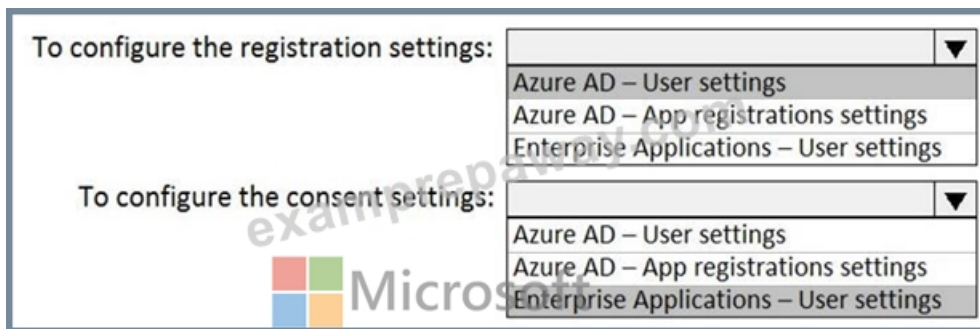 To configure the registration settings:
Azure AD – User settings
Azure AD – App registrations settings
Enterprise Applications – User settings
To configure the consent settings:
Azure AD – User settings
Azure AD – App registrations settings
Enterprise Applications – User settings
examprepaway.com
Microsoft